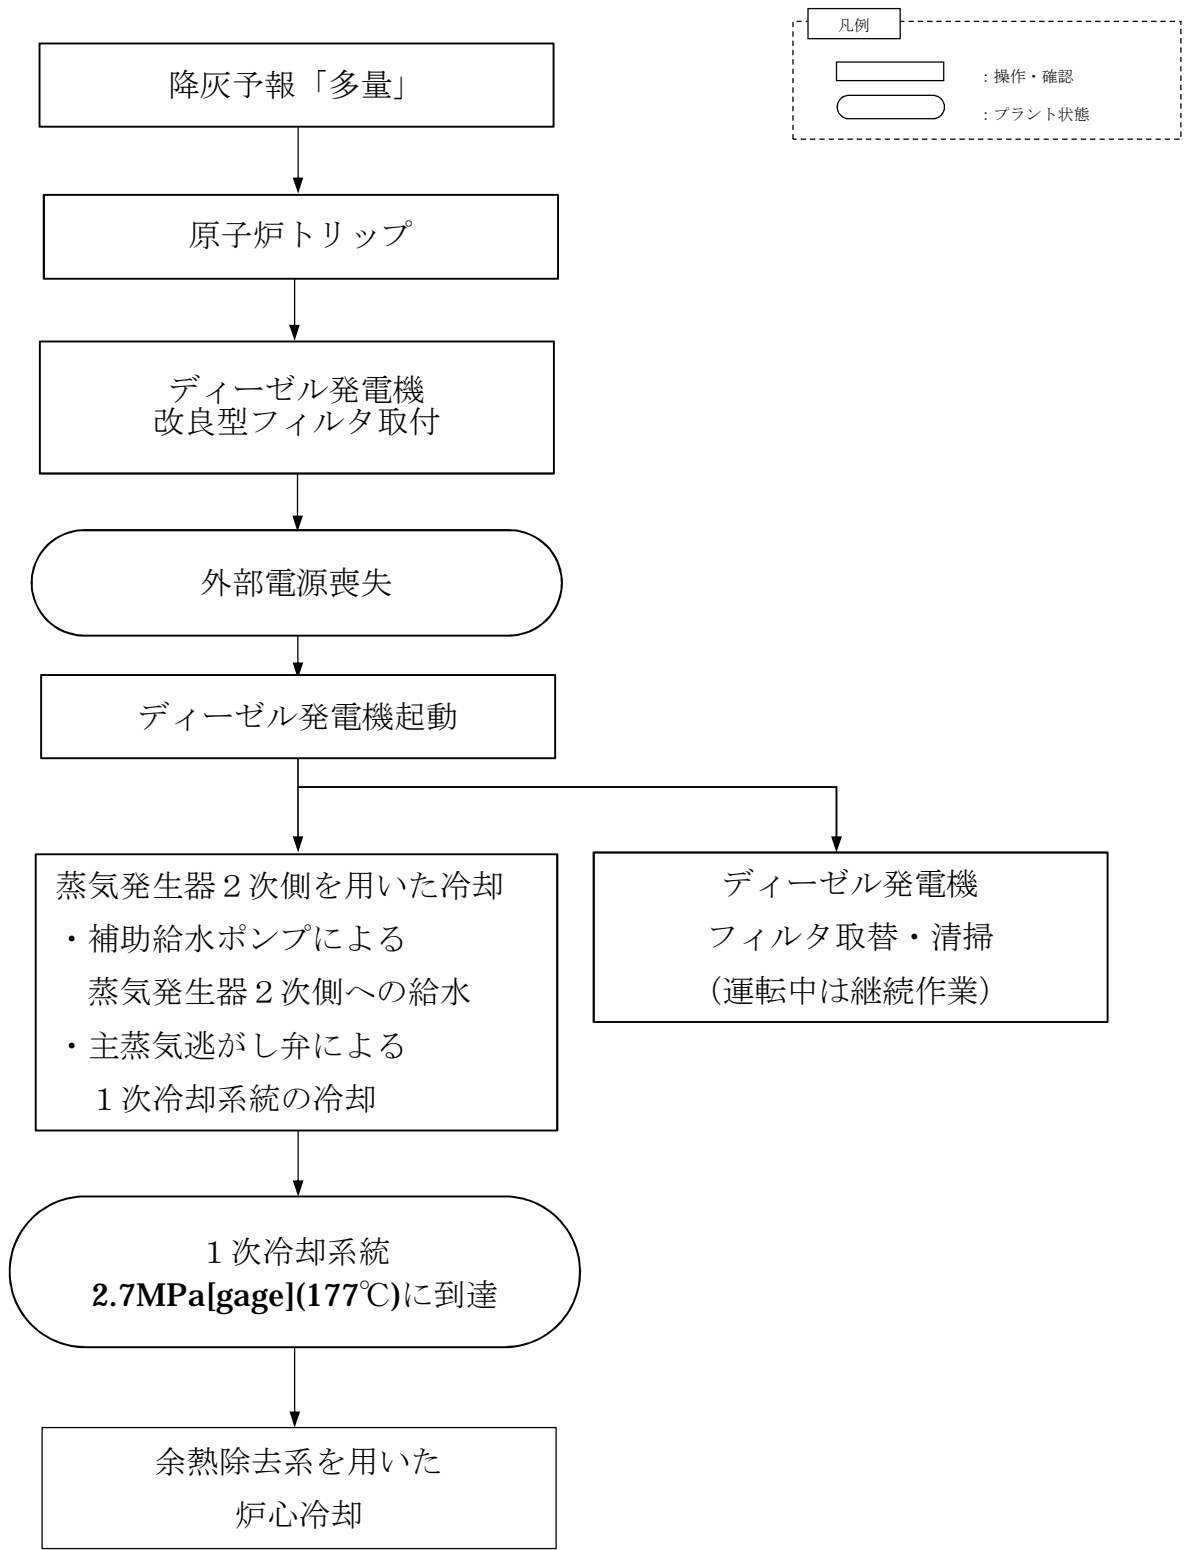 凡例
：操作・確認
：プラント状態
降灰予報「多量」
原子炉トリップ
ディーゼル発電機
改良型フィルタ取付
外部電源喪失
ディーゼル発電機起動
蒸気発生器２次側を用いた冷却
・補助給水ポンプによる
蒸気発生器２次側への給水
・主蒸気逃がし弁による
１次冷却系統の冷却
ディーゼル発電機
フィルタ取替・清掃
（運転中は継続作業）
１次冷却系統
2.7MPa[gage](177℃)に到達
余熱除去系を用いた
炉心冷却